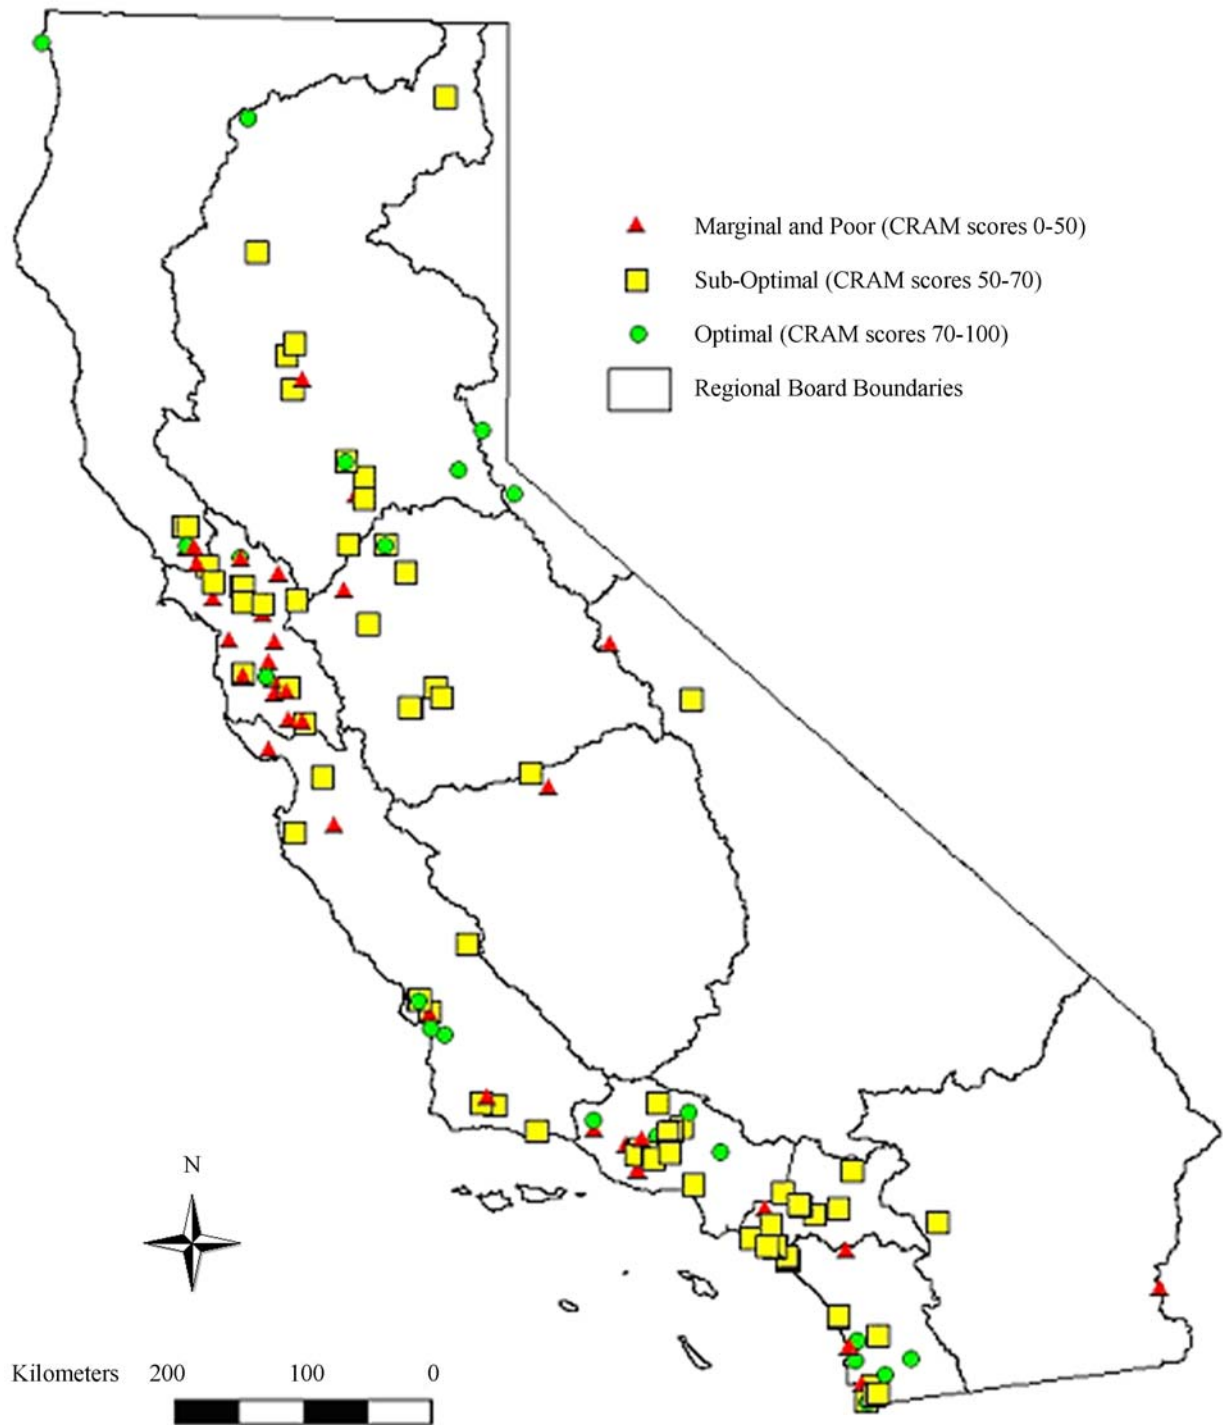 Marginal and Poor (CRAM scores 0-50)
Sub-Optimal (CRAM scores 50-70)
Optimal (CRAM scores 70-100)
Regional Board Boundaries
N
Kilometers 200 100 0